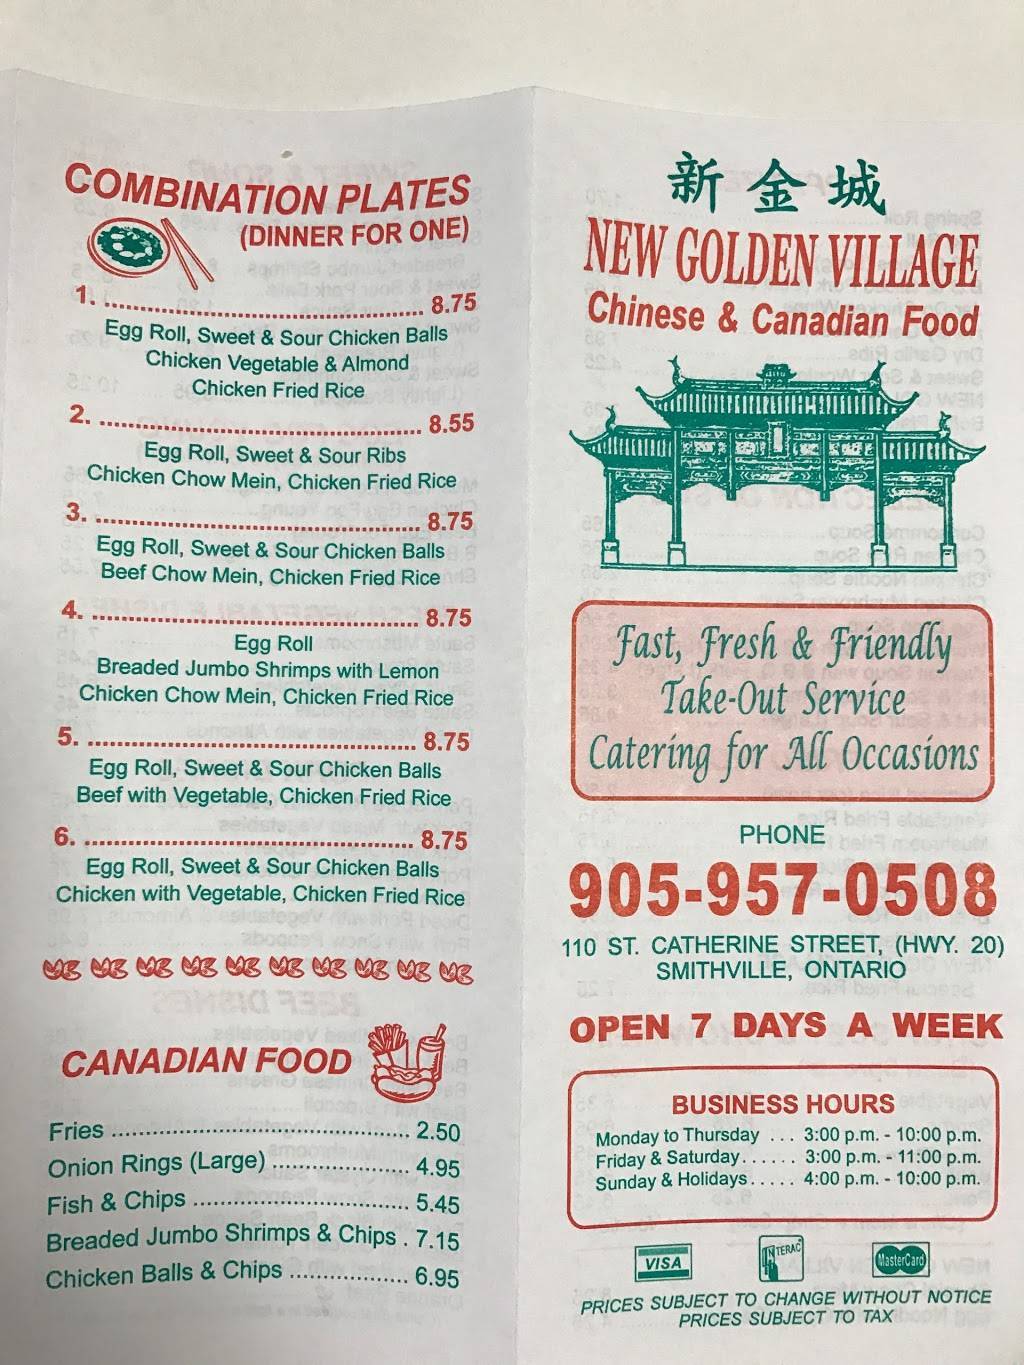 COMBINATION PLATES
(DINNER FOR ONE)
1. ........................................ 8.75
Egg Roll, Sweet & Sour Chicken Balls
Chicken Vegetable & Almond
Chicken Fried Rice
2. ........................................ 8.55
Egg Roll, Sweet & Sour Ribs
Chicken Chow Mein, Chicken Fried Rice
3. ........................................ 8.75
Egg Roll, Sweet & Sour Chicken Balls
Beef Chow Mein, Chicken Fried Rice
4. ........................................ 8.75
Egg Roll
Breaded Jumbo Shrimps with Lemon
Chicken Chow Mein, Chicken Fried Rice
5. ........................................ 8.75
Egg Roll, Sweet & Sour Chicken Balls
Beef with Vegetable, Chicken Fried Rice
6. ........................................ 8.75
Egg Roll, Sweet & Sour Chicken Balls
Chicken with Vegetable, Chicken Fried Rice
CANADIAN FOOD
Fries ........................................ 2.50
Onion Rings (Large) .................. 4.95
Fish & Chips ............................. 5.45
Breaded Jumbo Shrimps & Chips . 7.15
Chicken Balls & Chips ................ 6.95
新金城
NEW GOLDEN VILLAGE
Chinese & Canadian Food
Fast, Fresh & Friendly
Take-Out Service
Catering for All Occasions
PHONE
905-957-0508
110 ST. CATHERINE STREET, (HWY. 20)
SMITHVILLE, ONTARIO
OPEN 7 DAYS A WEEK
BUSINESS HOURS
Monday to Thursday ... 3:00 p.m. - 10:00 p.m.
Friday & Saturday...... 3:00 p.m. - 11:00 p.m.
Sunday & Holidays..... 4:00 p.m. - 10:00 p.m.
VISA INTERAC MasterCard
PRICES SUBJECT TO CHANGE WITHOUT NOTICE
PRICES SUBJECT TO TAX